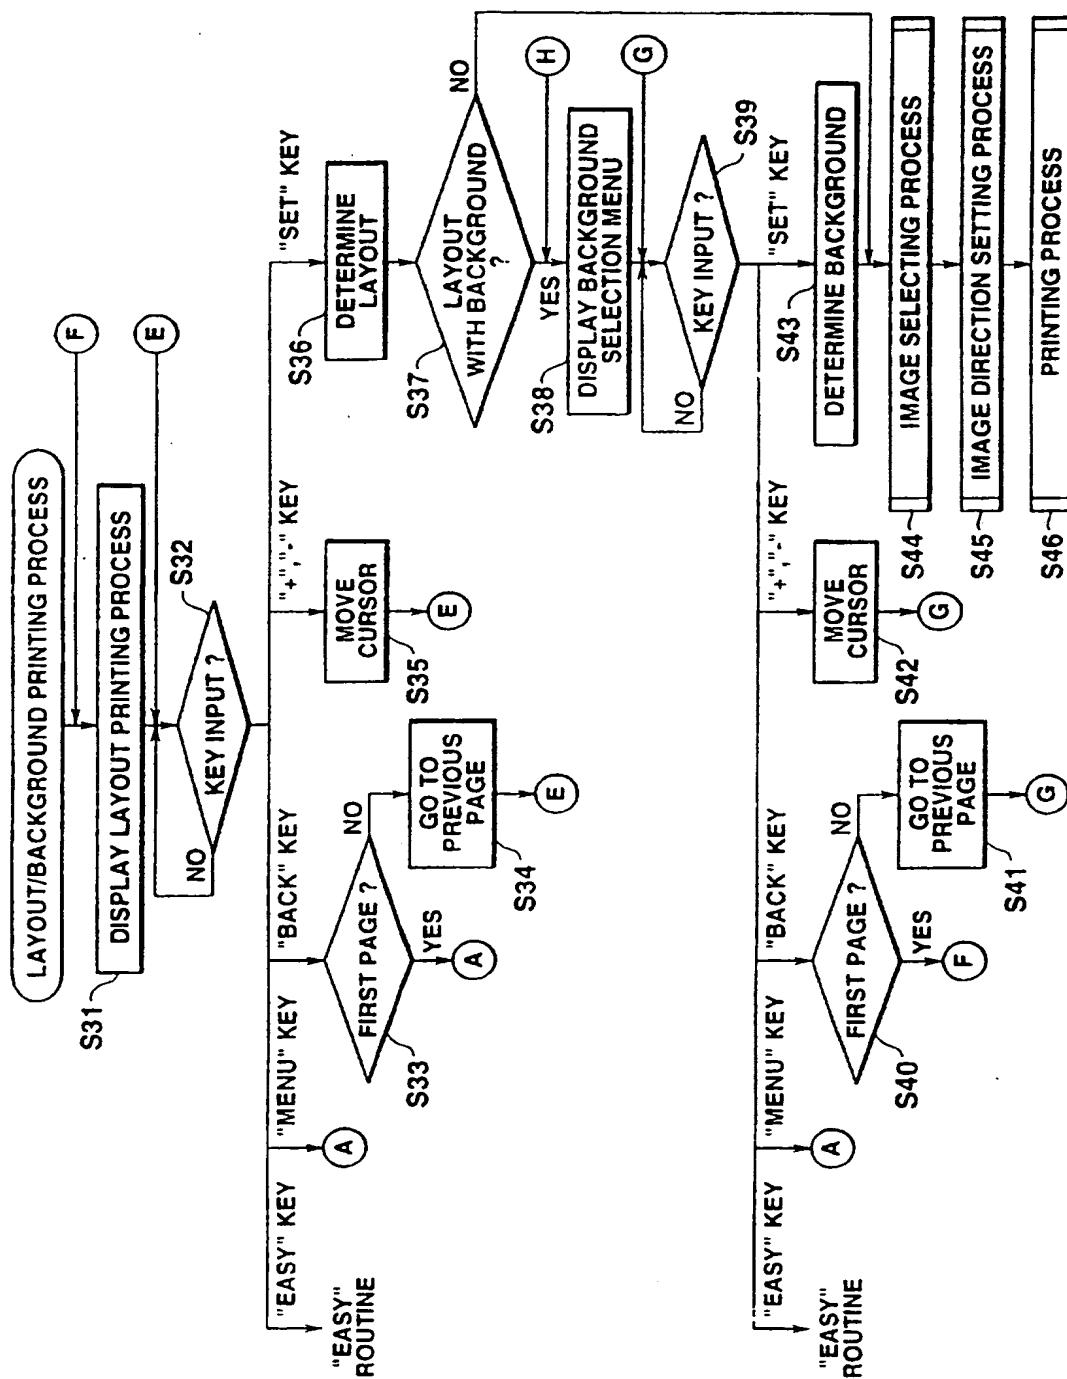 LAYOUT/BACKGROUND PRINTING PROCESS
F
S31
DISPLAY LAYOUT PRINTING PROCESS
E
S32
KEY INPUT ?
NO
"EASY" KEY
"MENU" KEY
"BACK" KEY
"+","-" KEY
"SET" KEY
"EASY"
ROUTINE
A
S33
FIRST PAGE ?
NO
YES
A
S34
GO TO
PREVIOUS
PAGE
E
S35
MOVE
CURSOR
E
S36
DETERMINE
LAYOUT
S37
LAYOUT
WITH BACKGROUND
?
NO
YES
H
S38
DISPLAY BACKGROUND
SELECTION MENU
G
S39
KEY INPUT ?
NO
"EASY" KEY
"MENU" KEY
"BACK" KEY
"+","-" KEY
"SET" KEY
"EASY"
ROUTINE
A
S40
FIRST PAGE ?
NO
YES
F
S41
GO TO
PREVIOUS
PAGE
G
S42
MOVE
CURSOR
G
S43
DETERMINE BACKGROUND
S44
IMAGE SELECTING PROCESS
S45
IMAGE DIRECTION SETTING PROCESS
S46
PRINTING PROCESS